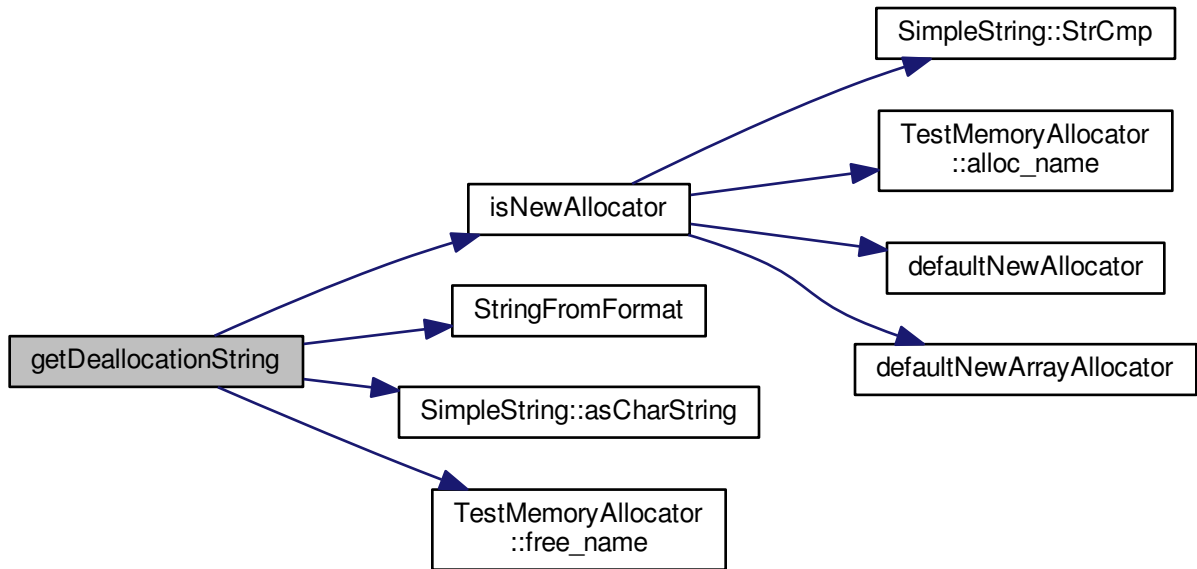 SimpleString::StrCmp
TestMemoryAllocator
::alloc_name
isNewAllocator
defaultNewAllocator
StringFromFormat
getDeallocationString
defaultNewArrayAllocator
SimpleString::asCharString
TestMemoryAllocator
::free_name